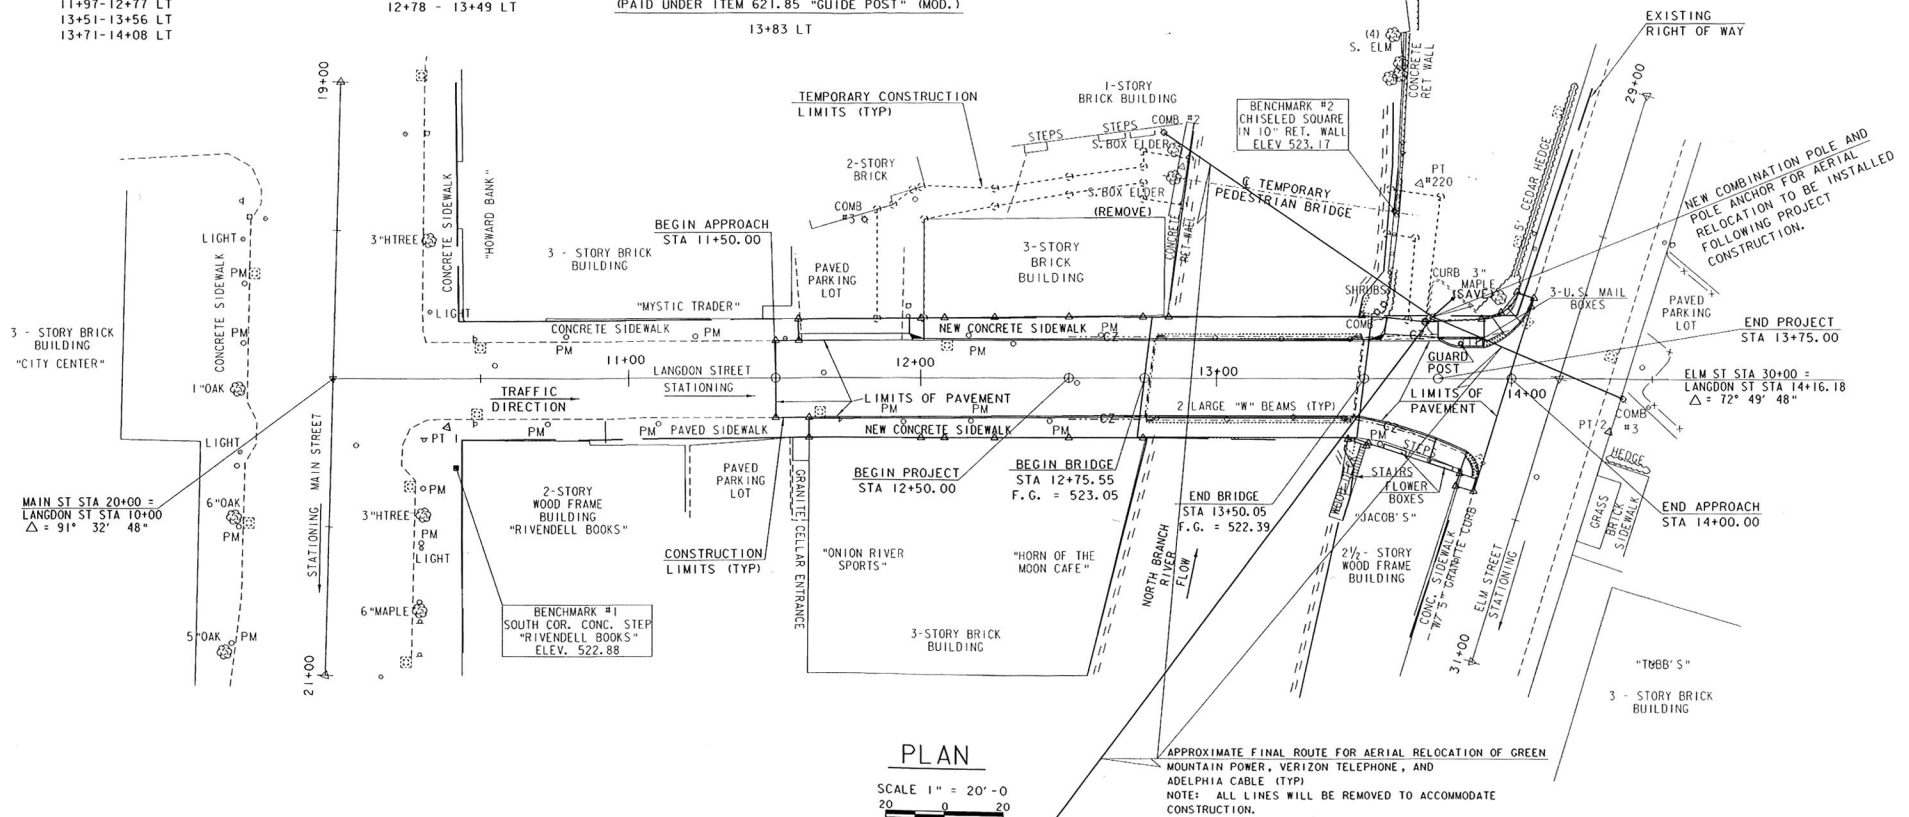 11+97-12+77 LT
13+51-13+56 LT
13+71-14+08 LT
12+78 - 13+49 LT
(PAID UNDER ITEM 621.85 "GUIDE POST" (MOD.)
13+83 LT
EXISTING
RIGHT OF WAY
(4)
S. ELM
CONCRETE
RET WALL
29+00
19+00
TEMPORARY CONSTRUCTION
LIMITS (TYP)
1-STORY
BRICK BUILDING
STEPS
STEPS
COMB #2
S. BOX ELDER
BENCHMARK #2
CHISELED SQUARE
IN 10" RET. WALL
ELEV 523.17
5' CEDAR HEDGE
NEW COMBINATION POLE AND
POLE ANCHOR FOR AERIAL
RELOCATION TO BE INSTALLED
FOLLOWING PROJECT
CONSTRUCTION.
2-STORY
BRICK
COMB
#3
S. BOX ELDER
(REMOVE)
℄ TEMPORARY
PEDESTRIAN BRIDGE
PT
#220
CONCRETE SIDEWALK
"HOWARD BANK"
3"HTREE
LIGHT
BEGIN APPROACH
STA 11+50.00
3 - STORY BRICK
BUILDING
PAVED
PARKING
LOT
3-STORY
BRICK
BUILDING
CONCRETE
RET WALL
LIGHT
PM
CONCRETE SIDEWALK
PM
"MYSTIC TRADER"
CONCRETE SIDEWALK
PM
PM
NEW CONCRETE SIDEWALK
PM
PM
CZ
SHRUBS
COMB
CURB
3"
MAPLE
(SAVE)
CZ
3-U.S. MAIL
BOXES
PAVED
PARKING
LOT
END PROJECT
STA 13+75.00
3 - STORY BRICK
BUILDING
"CITY CENTER"
1"OAK
11+00
12+00
13+00
14+00
LANGDON STREET
STATIONING
TRAFFIC
DIRECTION
GUARD
POST
LIMITS OF
PAVEMENT
ELM ST STA 30+00 =
LANGDON ST STA 14+16.18
△ = 72° 49' 48"
LIMITS OF PAVEMENT
PM
PM
2 LARGE "W" BEAMS (TYP)
COMB
#3
PT/2
LIGHT
PT 1
PM
PM
PAVED SIDEWALK
NEW CONCRETE SIDEWALK
PM
CZ
CZ
PM
STEPS
HEDGE
MAIN ST STA 20+00 =
LANGDON ST STA 10+00
△ = 91° 32' 48"
STATIONING MAIN STREET
6"OAK
PM
PM
3"HTREE
PM
LIGHT
2-STORY
WOOD FRAME
BUILDING
"RIVENDELL BOOKS"
PAVED
PARKING
LOT
GRANITE CELLAR ENTRANCE
BEGIN PROJECT
STA 12+50.00
BEGIN BRIDGE
STA 12+75.55
F.G. = 523.05
END BRIDGE
STA 13+50.05
F.G. = 522.39
STAIRS
FLOWER
BOXES
"JACOB'S"
GRASS
BRICK
SIDEWALK
END APPROACH
STA 14+00.00
CONSTRUCTION
LIMITS (TYP)
"ONION RIVER
SPORTS"
"HORN OF THE
MOON CAFE"
NORTH BRANCH
RIVER
FLOW
2½- STORY
WOOD FRAME
BUILDING
CONC. SIDEWALK
W/ 5" GRANITE CURB
ELM STREET
STATIONING
6"MAPLE
BENCHMARK #1
SOUTH COR. CONC. STEP
"RIVENDELL BOOKS"
ELEV. 522.88
5"OAK
PM
3-STORY BRICK
BUILDING
21+00
31+00
"TUBB'S"
3 - STORY BRICK
BUILDING
PLAN
SCALE 1" = 20'-0
20 0 20
APPROXIMATE FINAL ROUTE FOR AERIAL RELOCATION OF GREEN
MOUNTAIN POWER, VERIZON TELEPHONE, AND
ADELPHIA CABLE (TYP)
NOTE: ALL LINES WILL BE REMOVED TO ACCOMMODATE
CONSTRUCTION.